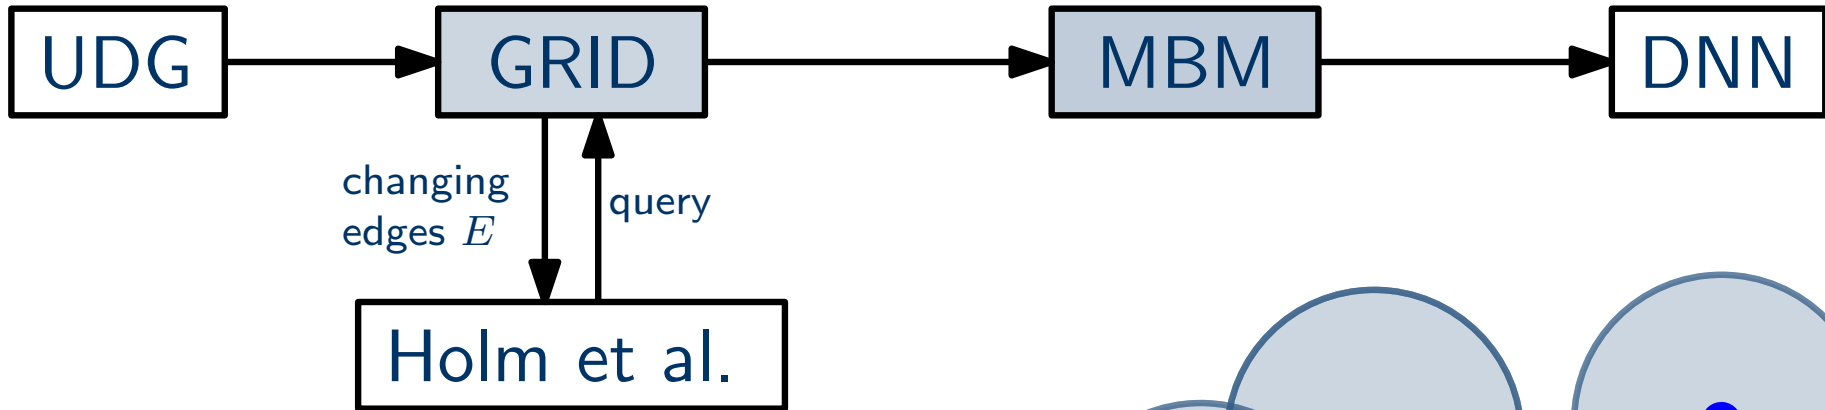 UDG
GRID
MBM
DNN
changing
edges E
query
Holm et al.